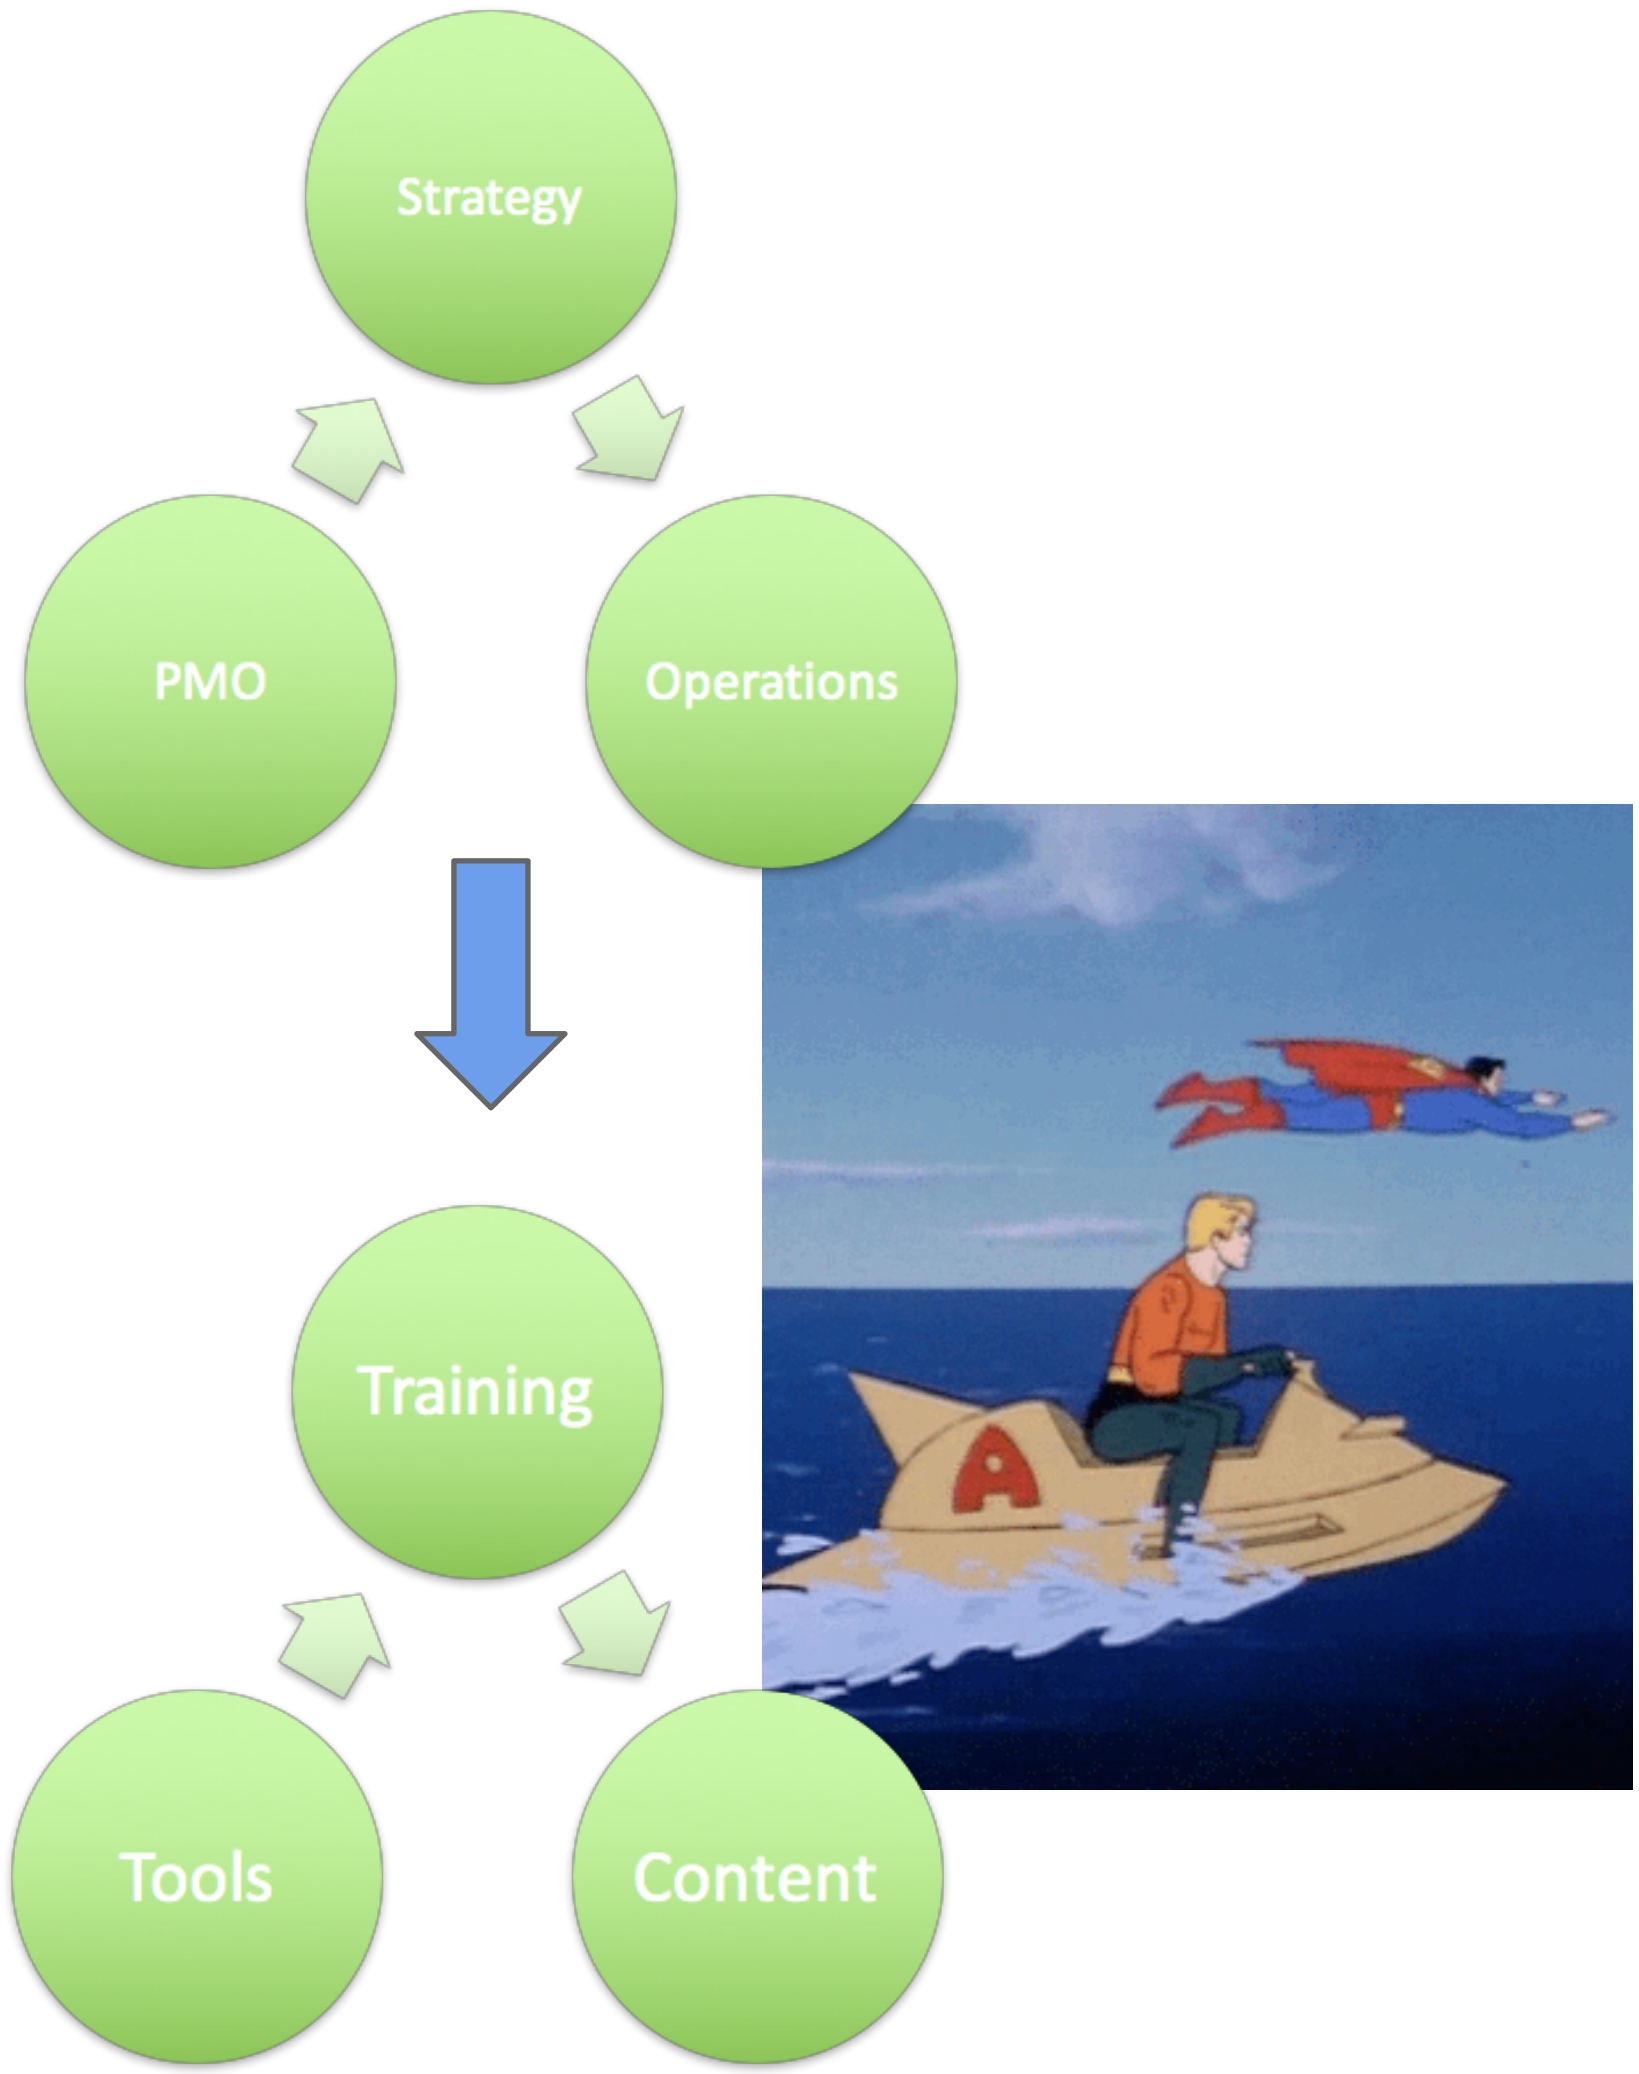 Strategy
PMO
Operations
A
Training
Tools
Content